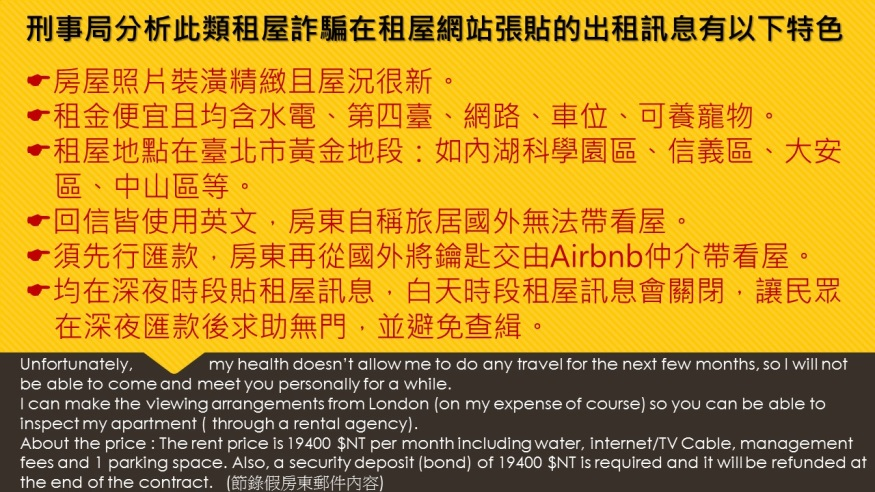 刑事局分析此類租屋詐騙在租屋網站張貼的出租訊息有以下特色
☛房屋照片裝潢精緻且屋況很新。
☛租金便宜且均含水電、第四臺、網路、車位、可養寵物。
☛租屋地點在臺北市黃金地段：如內湖科學園區、信義區、大安
區、中山區等。
☛回信皆使用英文，房東自稱旅居國外無法帶看屋。
☛須先行匯款，房東再從國外將鑰匙交由Airbnb仲介帶看屋。
☛均在深夜時段貼租屋訊息，白天時段租屋訊息會關閉，讓民眾
在深夜匯款後求助無門，並避免查緝。
Unfortunately, my health doesn’t allow me to do any travel for the next few months, so I will not
be able to come and meet you personally for a while.
I can make the viewing arrangements from London (on my expense of course) so you can be able to
inspect my apartment ( through a rental agency).
About the price : The rent price is 19400 $NT per month including water, internet/TV Cable, management
fees and 1 parking space. Also, a security deposit (bond) of 19400 $NT is required and it will be refunded at
the end of the contract. (節錄假房東郵件內容)